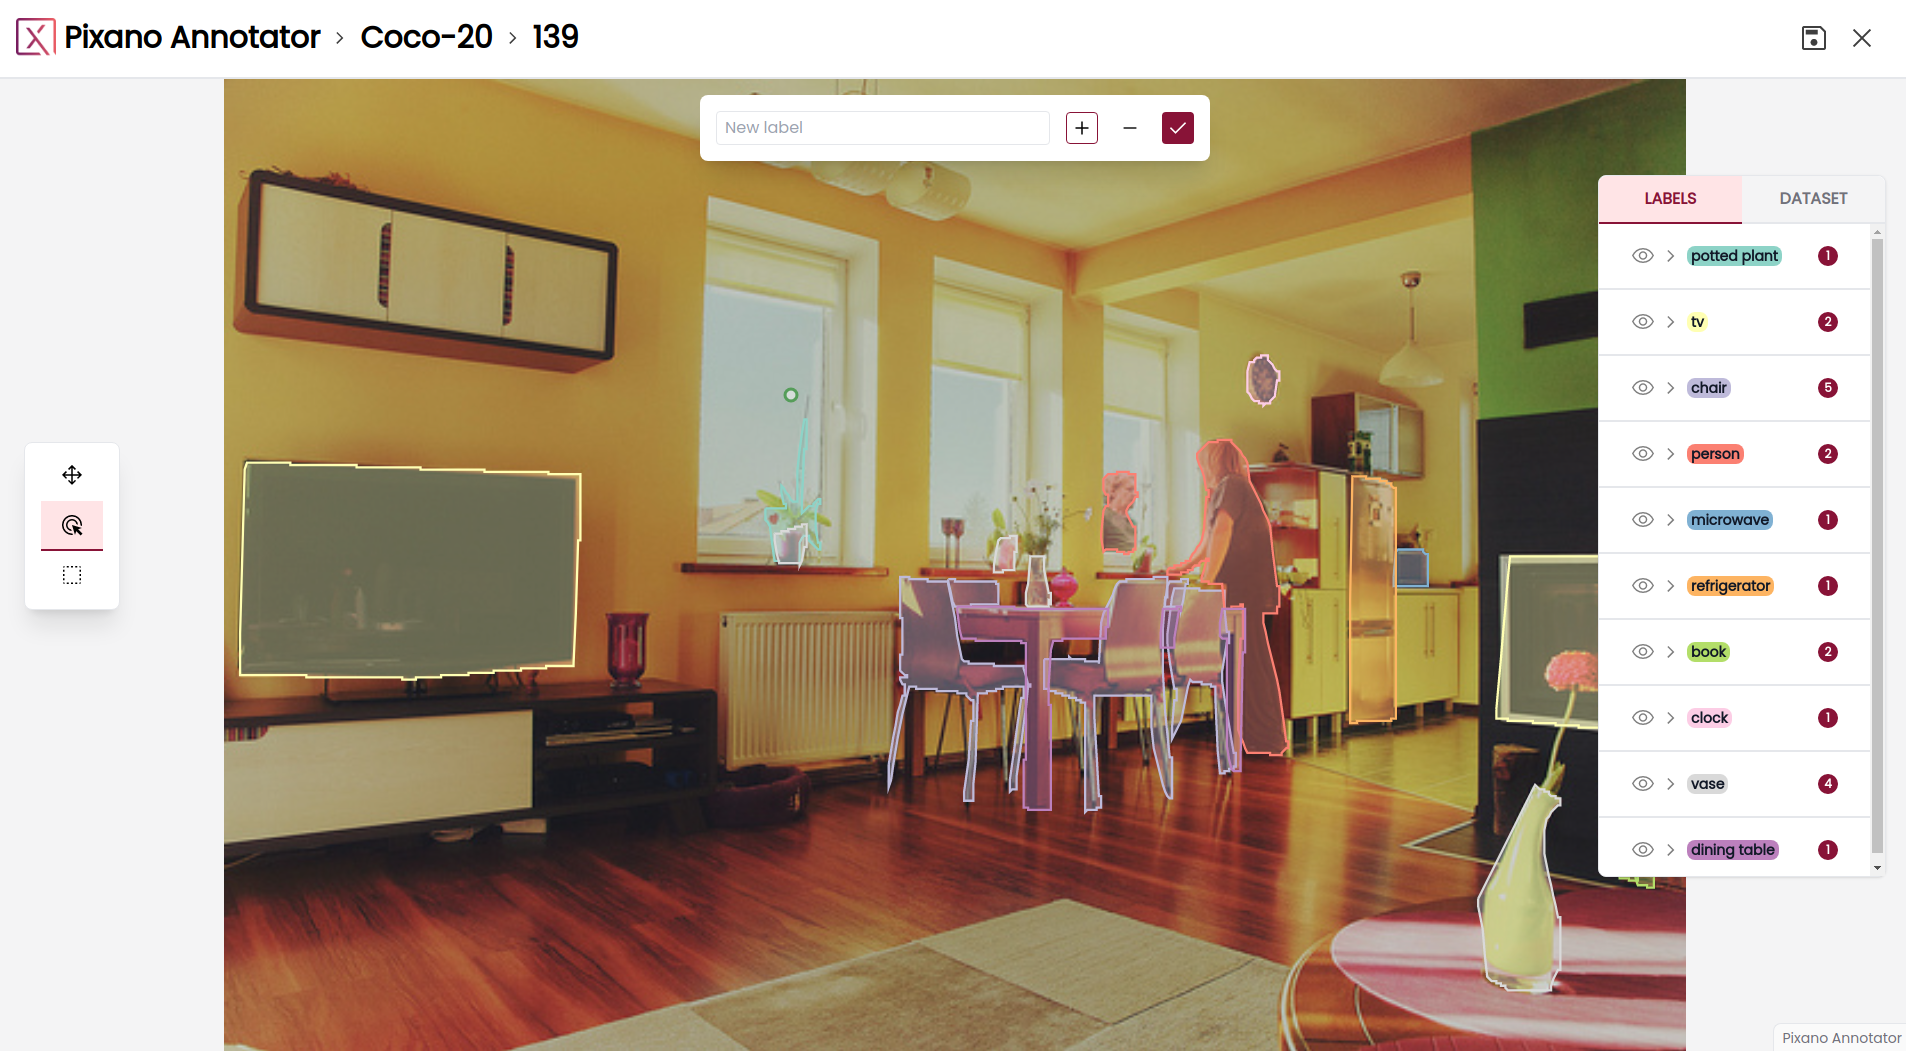 Pixano Annotator > Coco-20 > 139
New label
LABELS DATASET
potted plant 1
tv 2
chair 5
person 2
microwave 1
refrigerator 1
book 2
clock 1
vase 4
dining table 1
Pixano Annotator